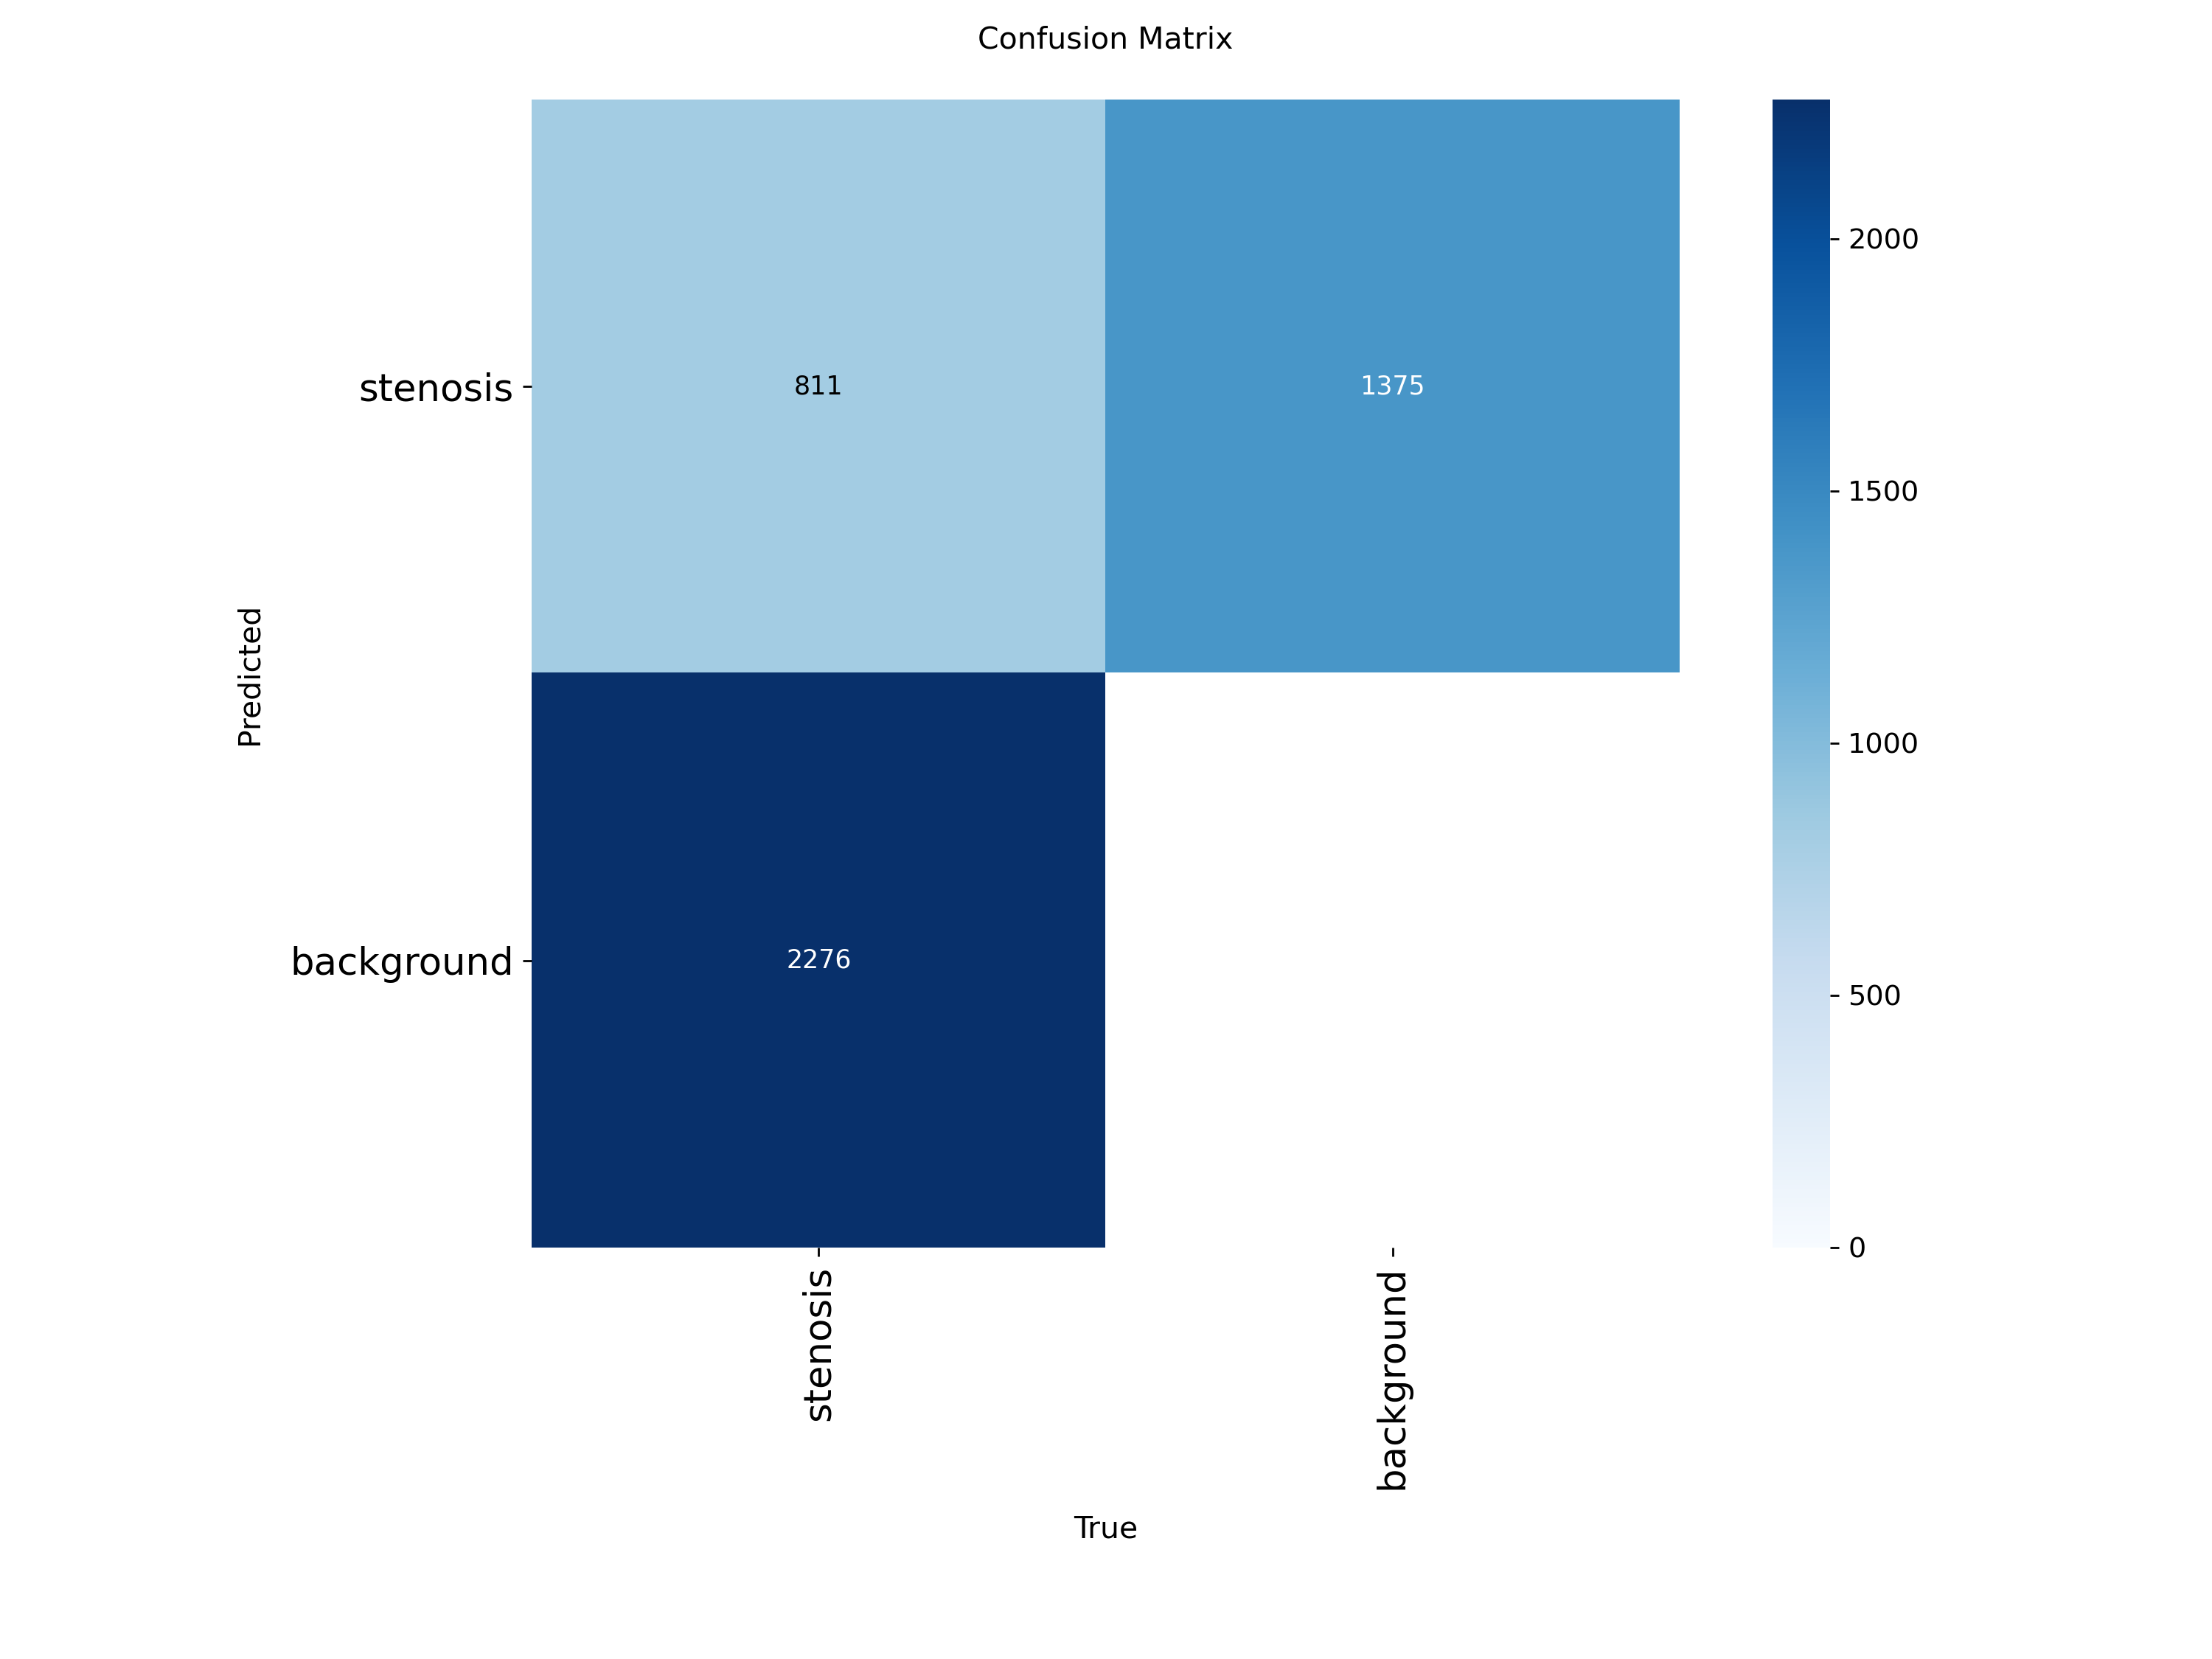 Confusion Matrix
stenosis
811
1375
2000
1500
Predicted
1000
background
2276
500
0
stenosis
background
True